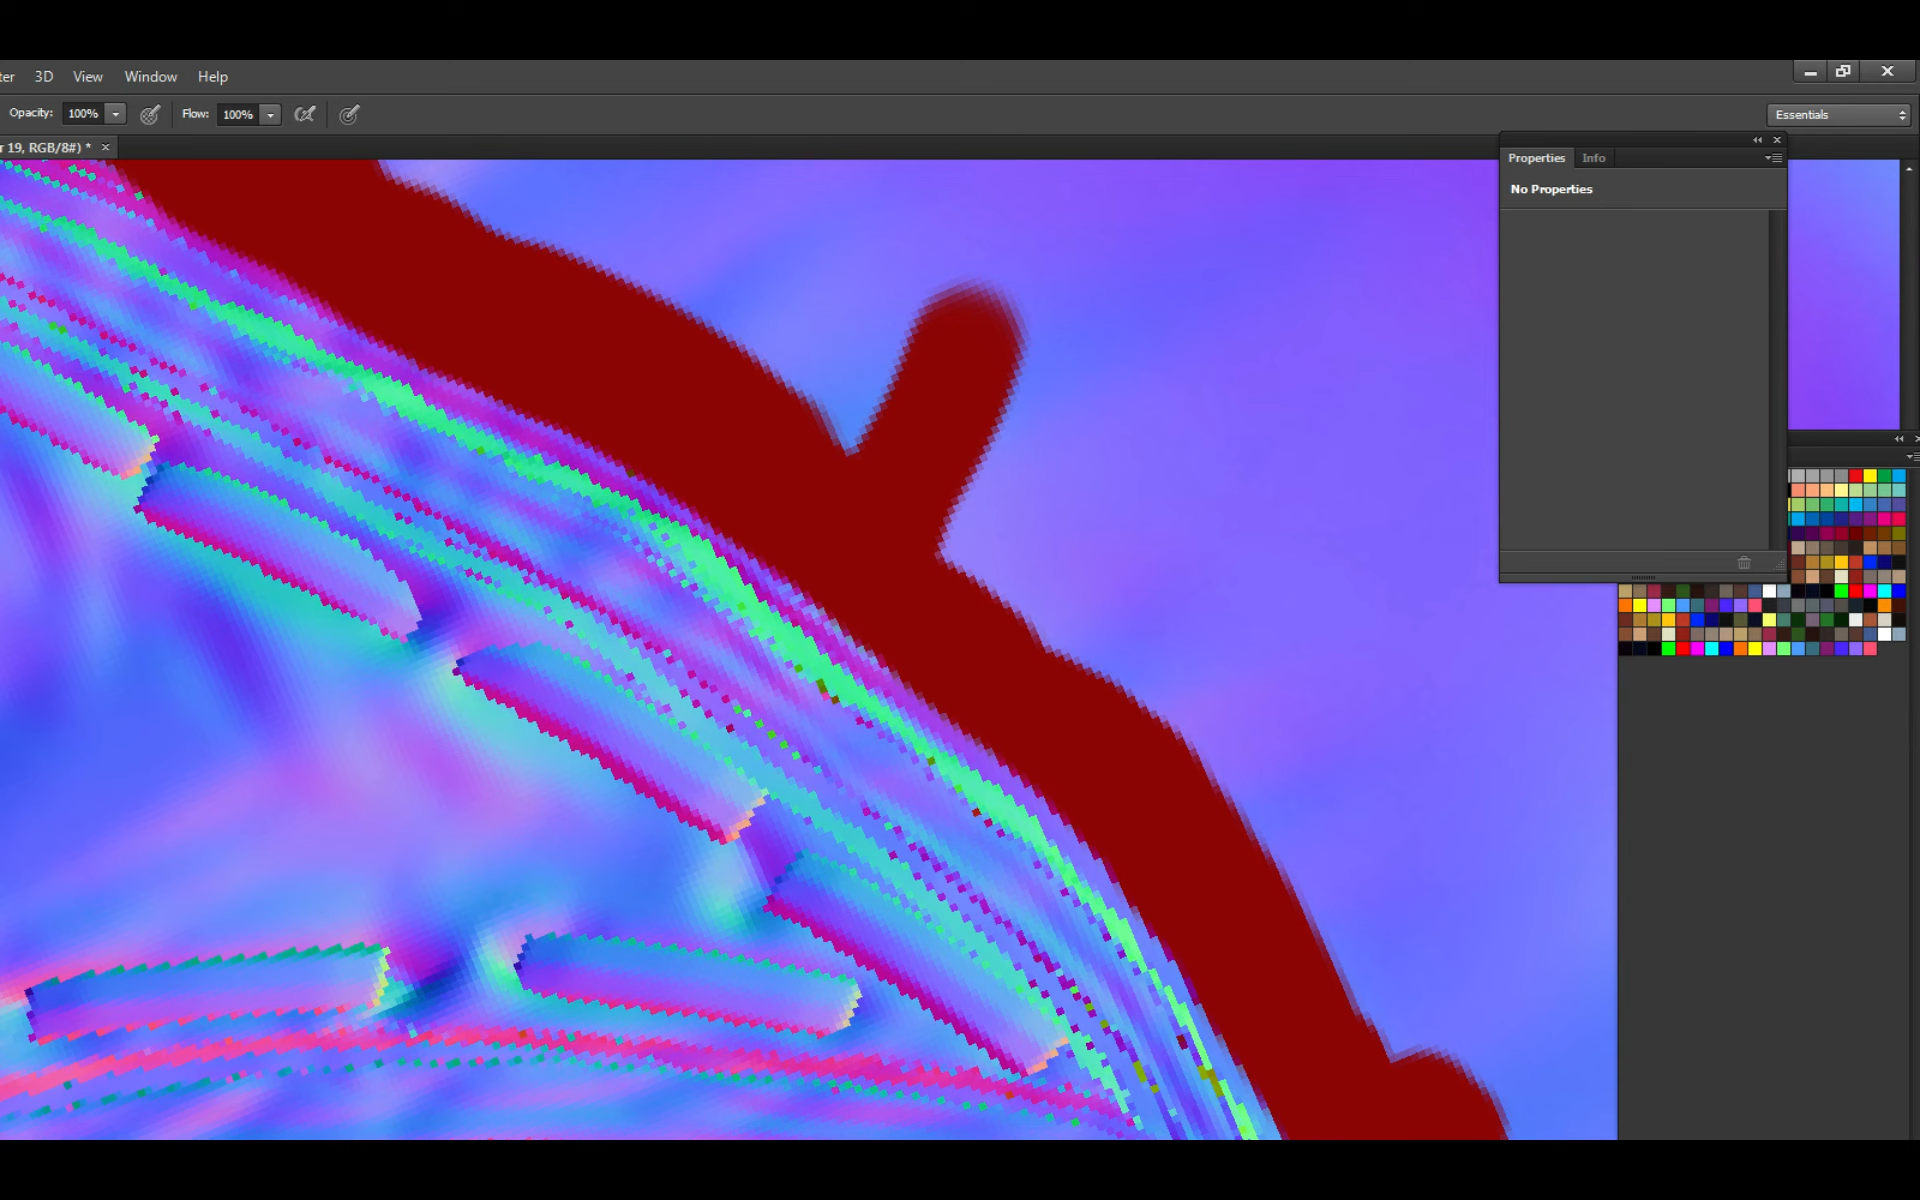 ter 3D View Window Help
Opacity: 100% Flow: 100% Essentials
r 19, RGB/8#) * ×
Properties Info
No Properties